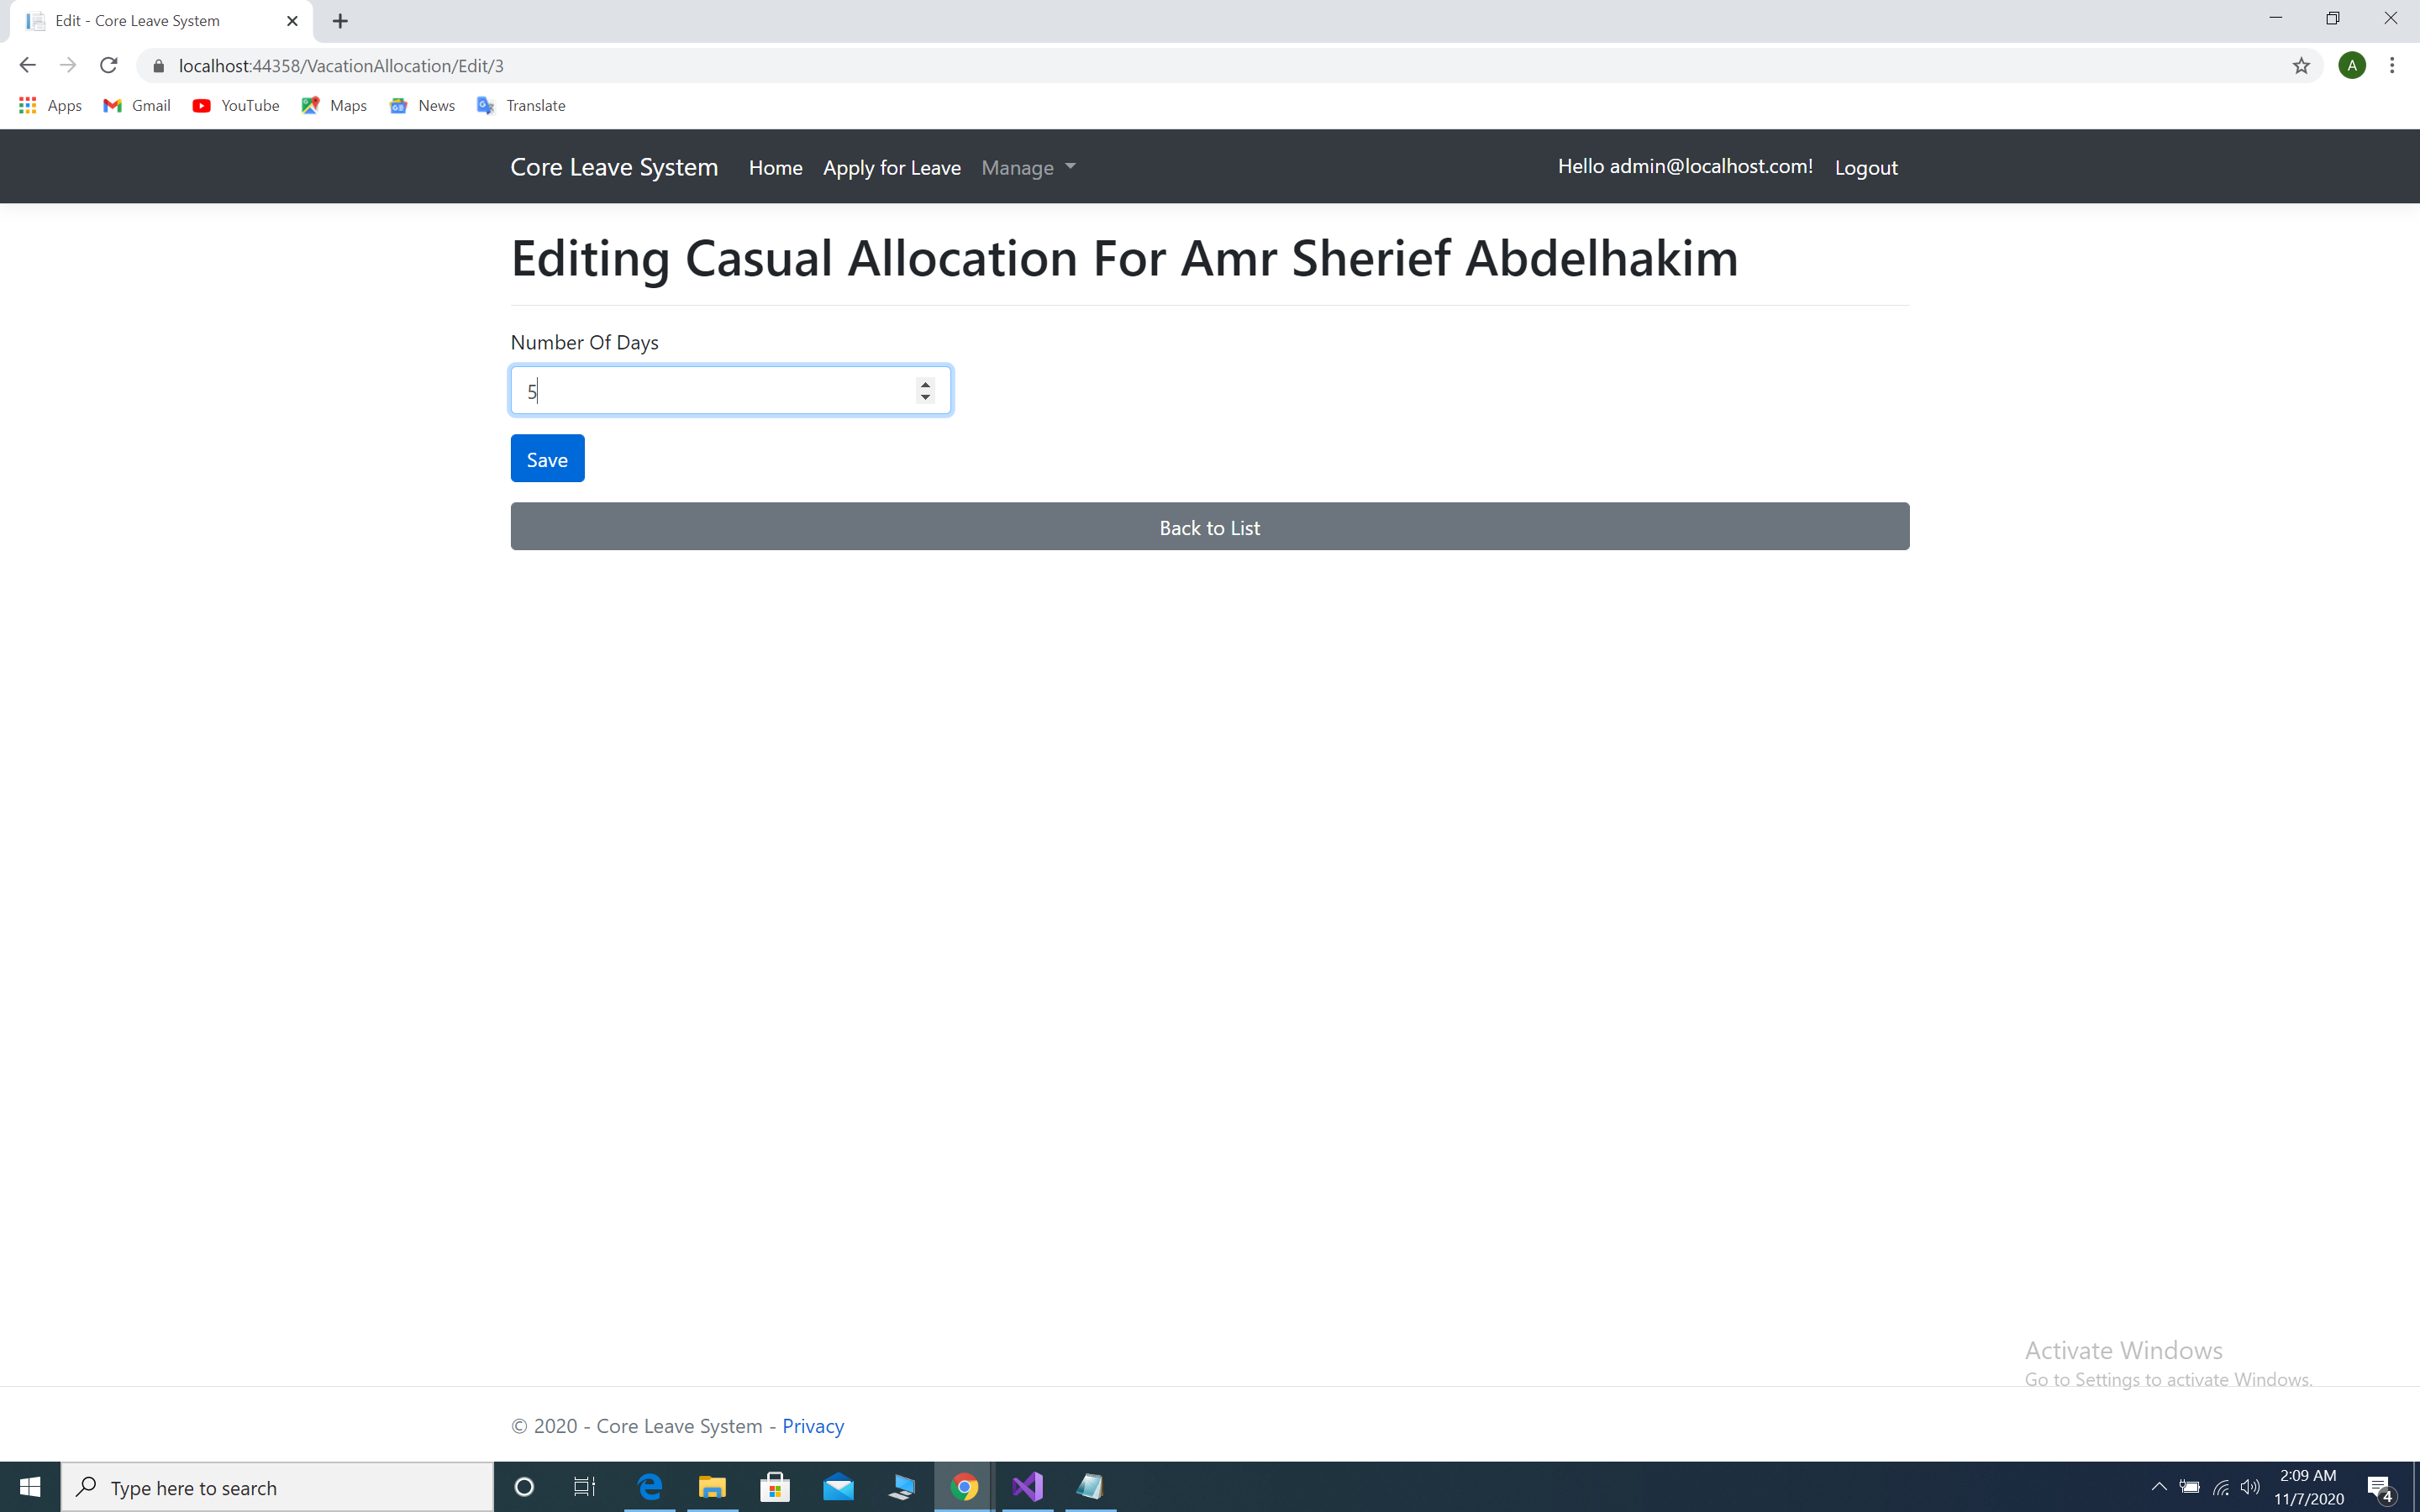 Edit - Core Leave System
localhost:44358/VacationAllocation/Edit/3
A
Apps Gmail YouTube Maps News Translate
Core Leave System Home Apply for Leave Manage Hello admin@localhost.com! Logout
Editing Casual Allocation For Amr Sherief Abdelhakim
Number Of Days
5
Save
Back to List
Activate Windows
Go to Settings to activate Windows.
© 2020 - Core Leave System - Privacy
Type here to search
2:09 AM
11/7/2020
4